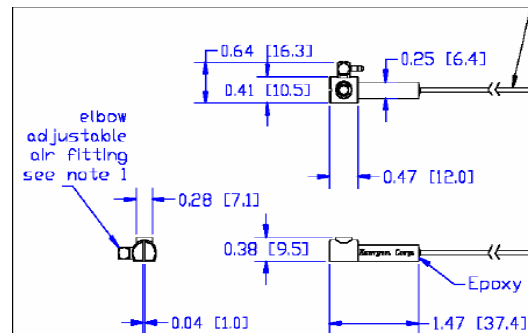 0.64 [16.3]
0.25 [6.4]
0.41 [10.5]
elbow
adjustable
air fitting
see note 1
0.47 [12.0]
0.28 [7.1]
0.38 [9.5]
Epoxy
0.04 [1.0]
1.47 [37.4]